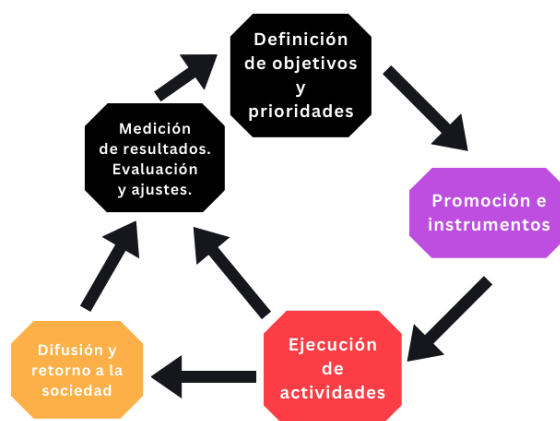 Definición
de objetivos
y
prioridades
Medición
de resultados.
Evaluación
y ajustes.
Promoción e
instrumentos
Ejecución
de
actividades
Difusión y
retorno a la
sociedad